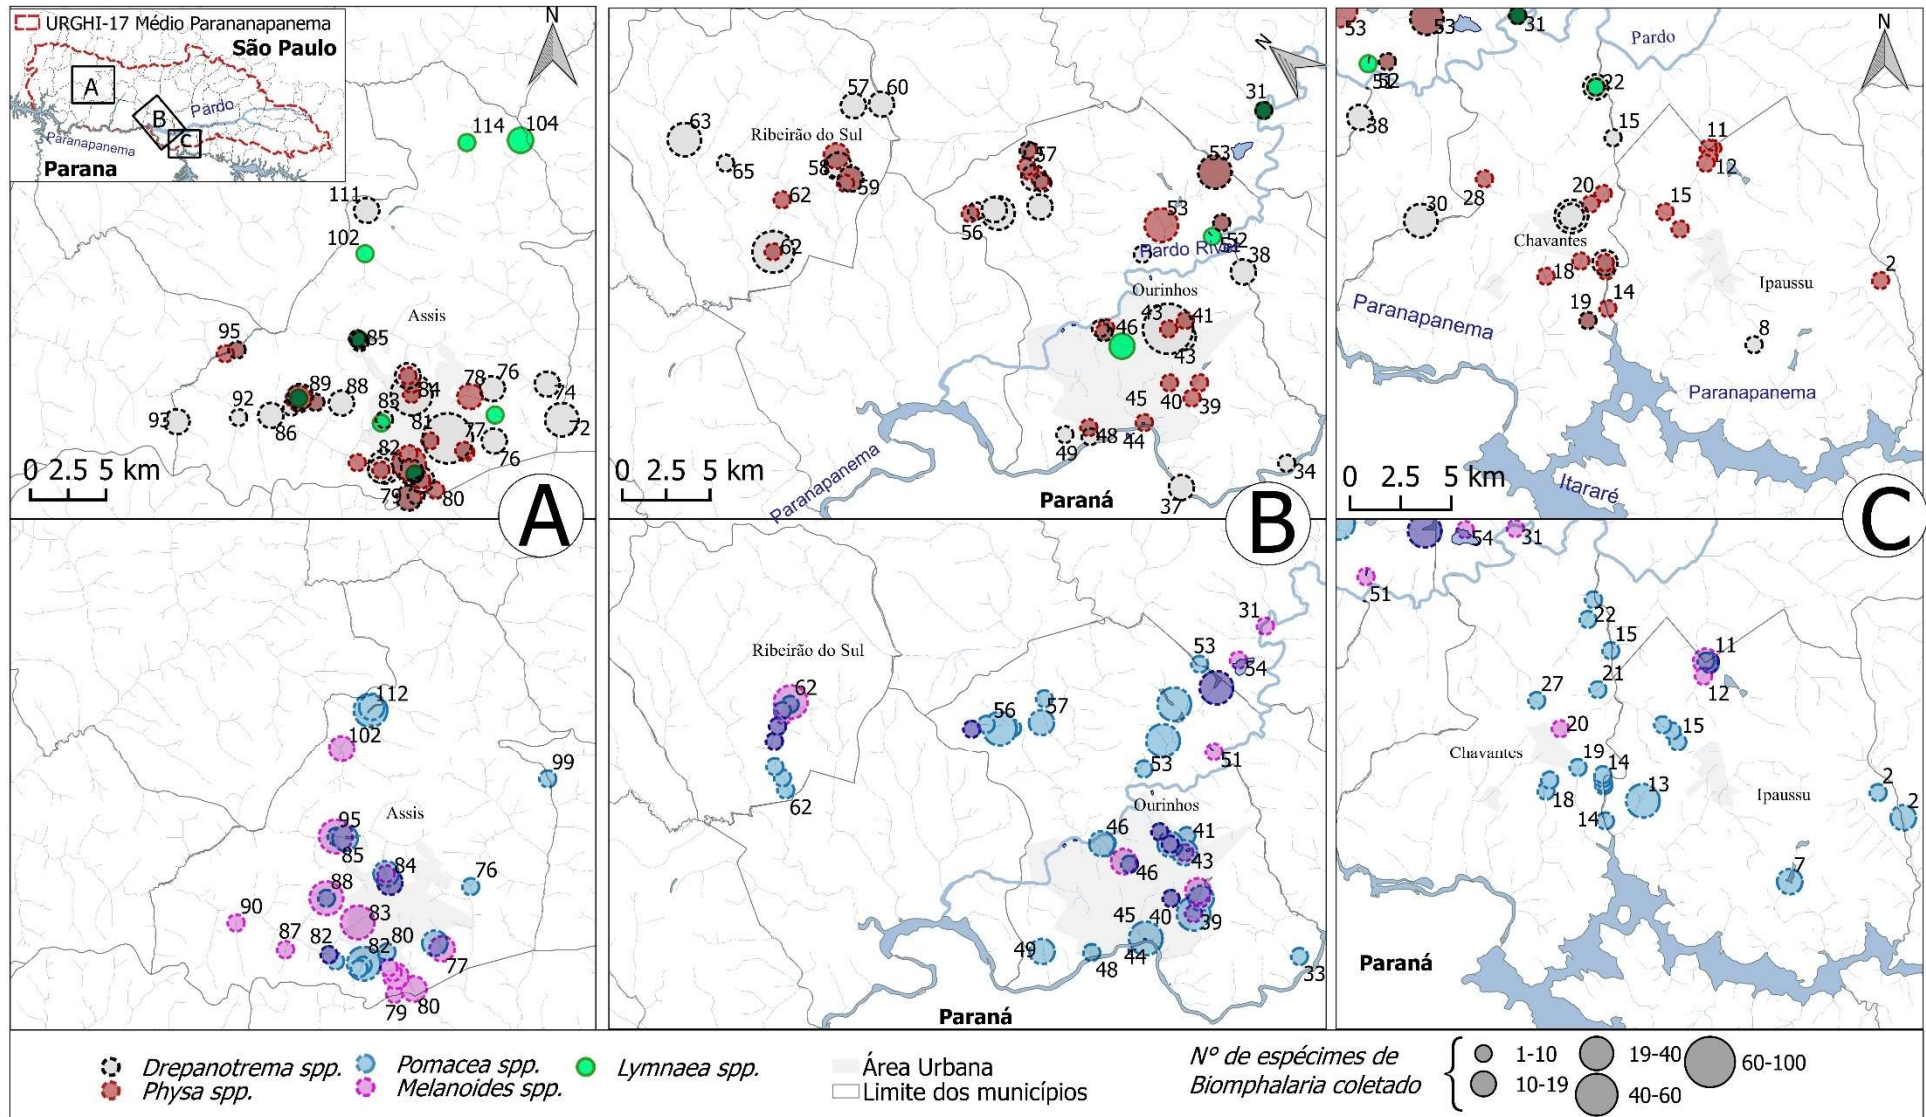 URGHI-17 Médio Parananapanema
São Paulo
A
B
C
Pardo
Paranapanema
Parana
N
114
104
111
102
Assis
95
85
89
88
76
78
74
92
93
86
83
84
81
77
72
82
76
79
80
0 2.5 5 km
A
112
102
99
Assis
95
85
84
76
88
90
83
87
82
82
80
77
79
80
N
57
60
31
63
Ribeirão do Sul
65
58
57
53
59
62
53
56
62
52
51
Pardo River
38
Ourinhos
46
43
41
43
45
40
39
48
44
49
34
37
0 2.5 5 km
Paranapanema
Paraná
B
31
Ribeirão do Sul
53
54
62
56
57
51
53
62
Ourinhos
46
41
43
46
45
40
39
49
48
44
33
Paraná
N
53
53
31
Pardo
51
52
22
38
15
11
12
28
20
15
30
Chavantes
18
14
2
Ipaussu
19
8
Paranapanema
Paranapanema
0 2.5 5 km
Itararé
C
54
31
51
22
15
11
12
21
27
20
15
Chavantes
19
14
13
2
18
Ipaussu
2
14
7
Paraná
Drepanotrema spp.
Physa spp.
Pomacea spp.
Melanoides spp.
Lymnaea spp.
Área Urbana
Limite dos municípios
N° de espécimes de
Biomphalaria coletado
1-10
10-19
19-40
40-60
60-100